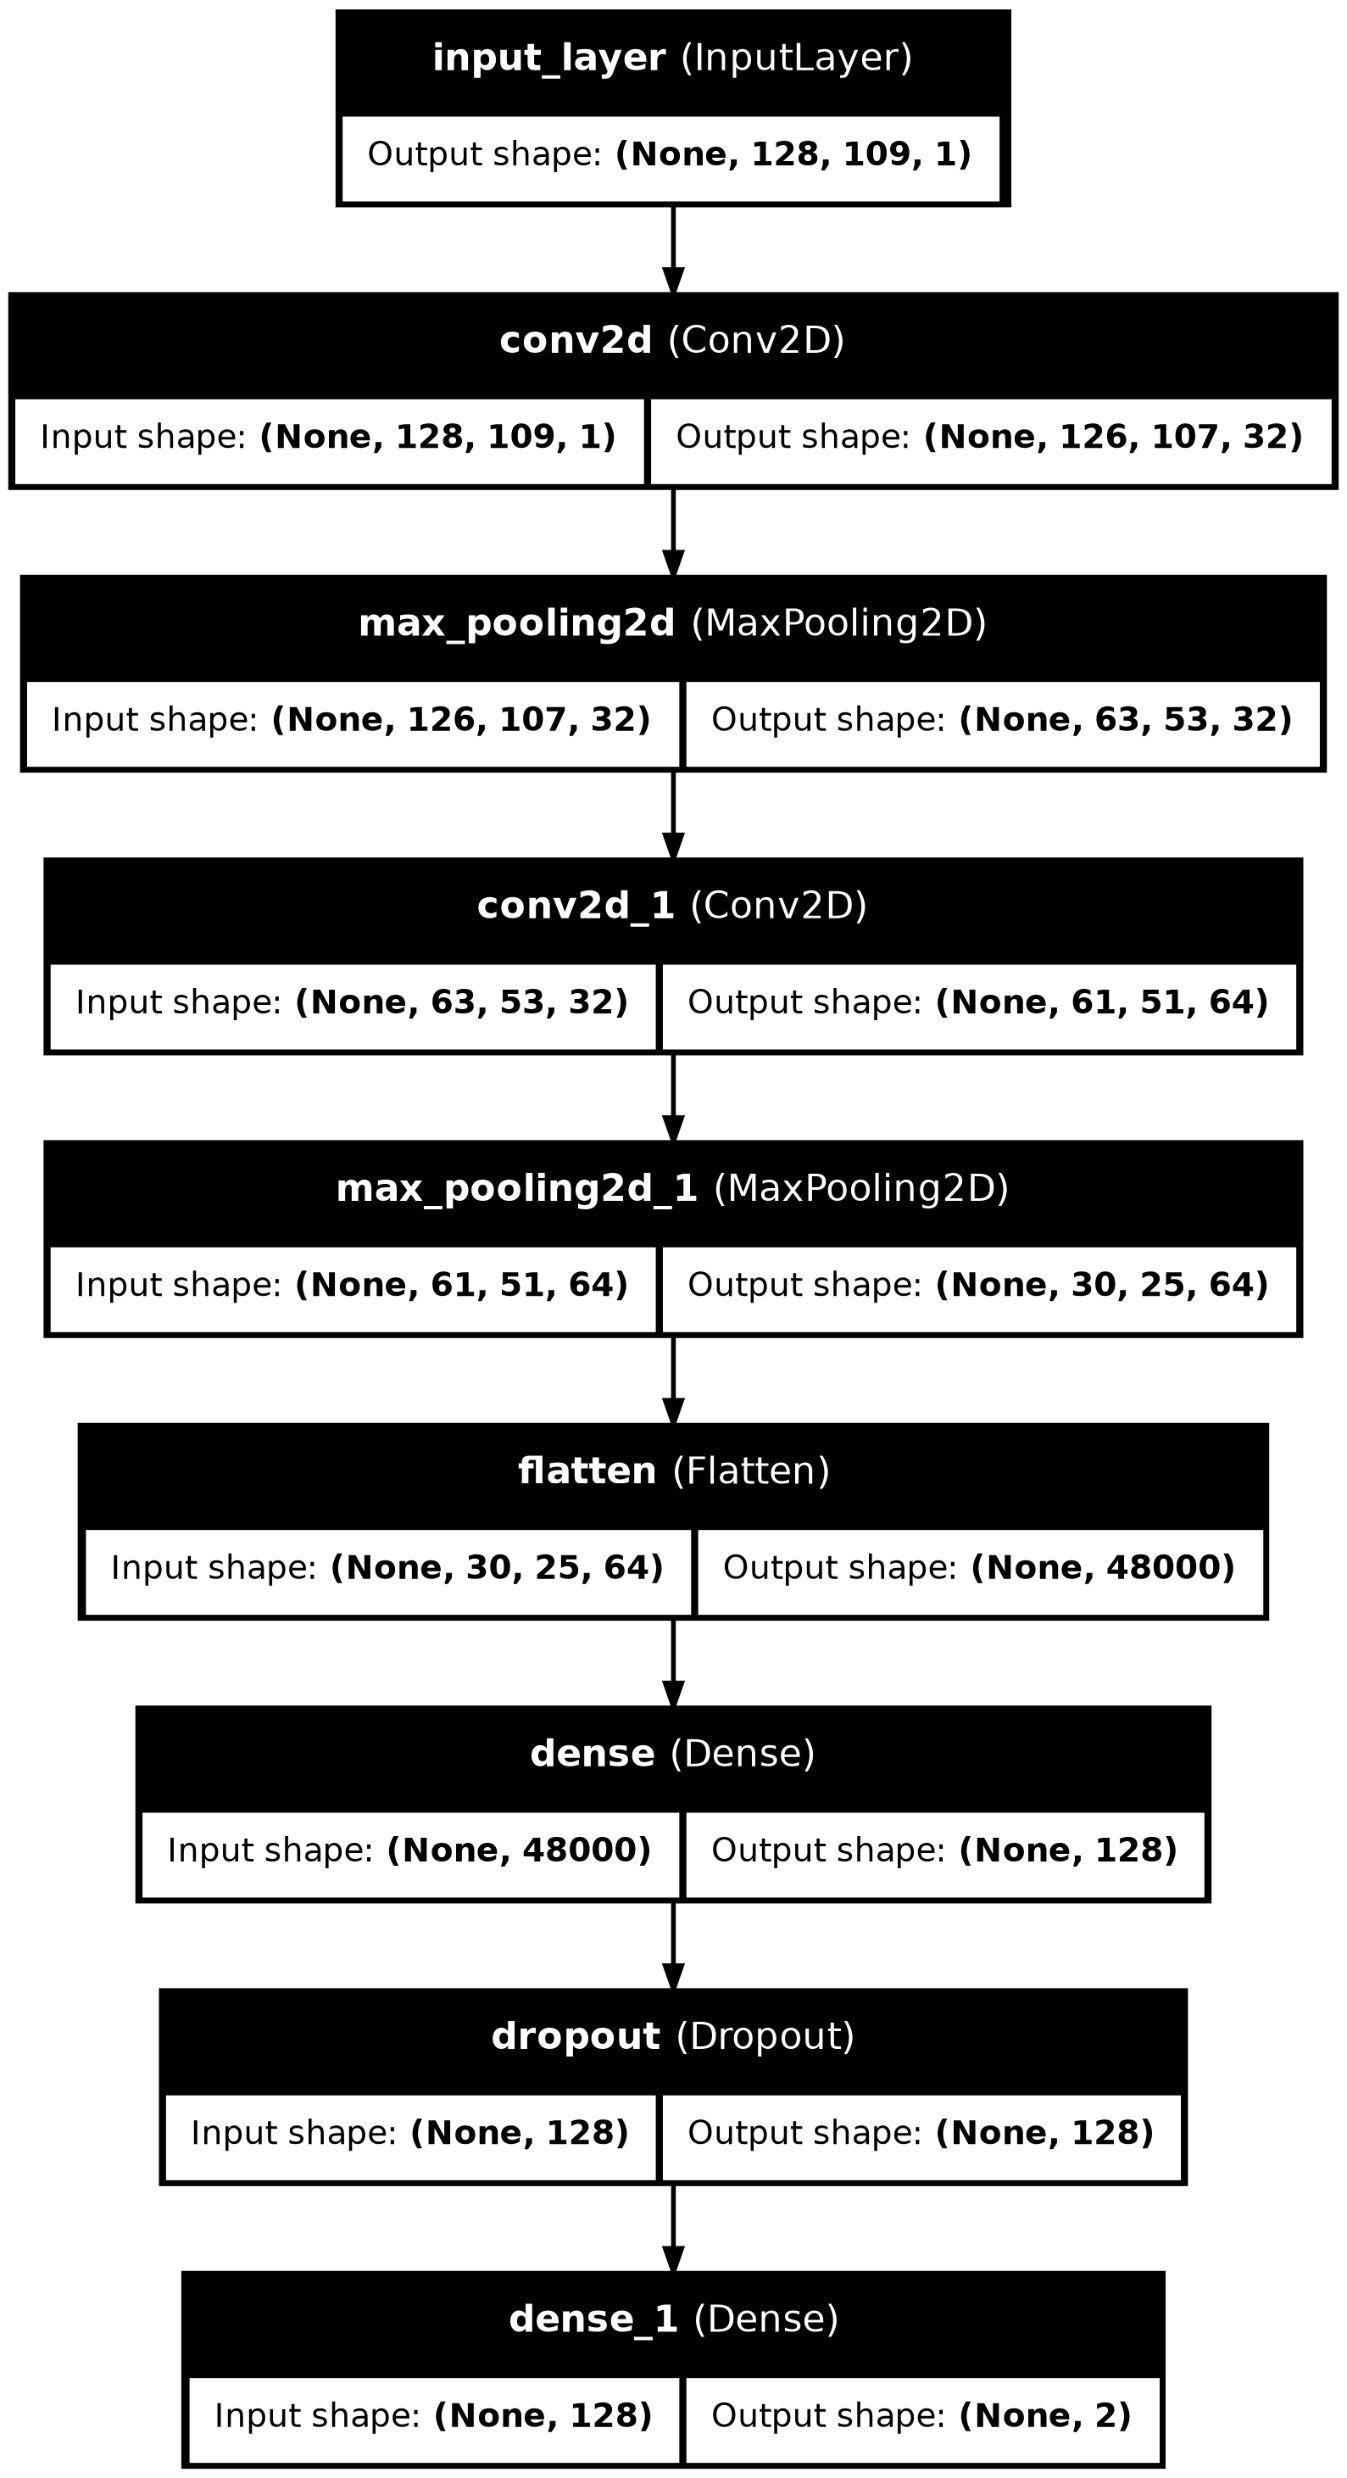 input_layer (InputLayer)
Output shape: (None, 128, 109, 1)
conv2d (Conv2D)
Input shape: (None, 128, 109, 1) Output shape: (None, 126, 107, 32)
max_pooling2d (MaxPooling2D)
Input shape: (None, 126, 107, 32) Output shape: (None, 63, 53, 32)
conv2d_1 (Conv2D)
Input shape: (None, 63, 53, 32) Output shape: (None, 61, 51, 64)
max_pooling2d_1 (MaxPooling2D)
Input shape: (None, 61, 51, 64) Output shape: (None, 30, 25, 64)
flatten (Flatten)
Input shape: (None, 30, 25, 64) Output shape: (None, 48000)
dense (Dense)
Input shape: (None, 48000) Output shape: (None, 128)
dropout (Dropout)
Input shape: (None, 128) Output shape: (None, 128)
dense_1 (Dense)
Input shape: (None, 128) Output shape: (None, 2)